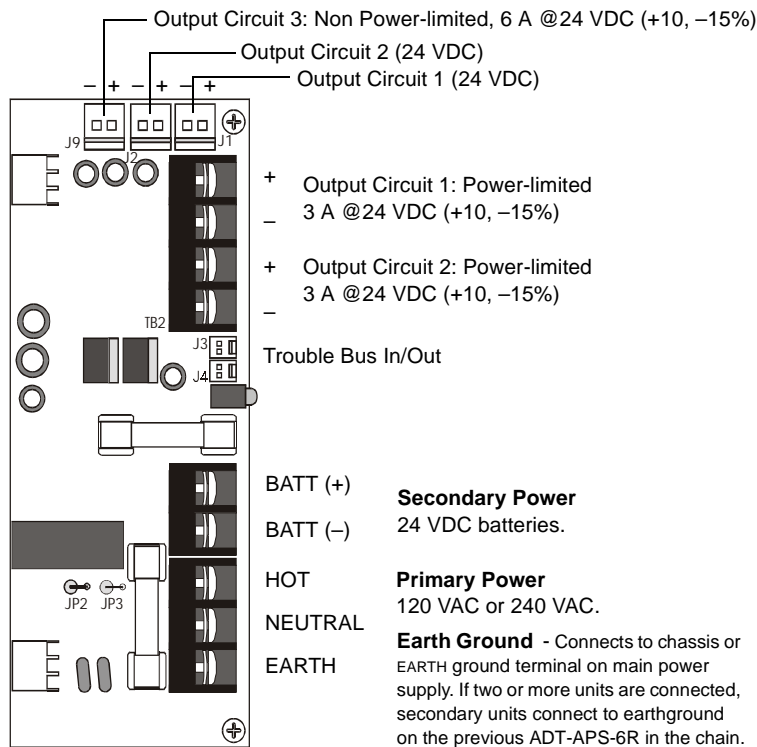 Output Circuit 3: Non Power-limited, 6 A @24 VDC (+10, –15%)
Output Circuit 2 (24 VDC)
Output Circuit 1 (24 VDC)
– + – + – +
J9
J2
J1
+
Output Circuit 1: Power-limited
–
3 A @24 VDC (+10, –15%)
+
Output Circuit 2: Power-limited
3 A @24 VDC (+10, –15%)
–
TB2
J3
Trouble Bus In/Out
J4
BATT (+)
BATT (–)
Secondary Power
24 VDC batteries.
HOT
NEUTRAL
EARTH
Primary Power
120 VAC or 240 VAC.
JP2 JP3
Earth Ground - Connects to chassis or
EARTH ground terminal on main power
supply. If two or more units are connected,
secondary units connect to earthground
on the previous ADT-APS-6R in the chain.